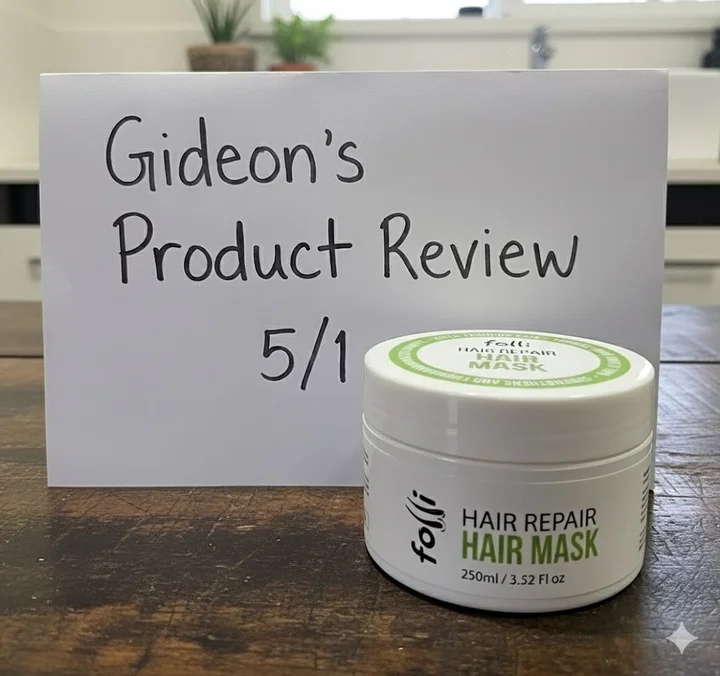 Gideon's
Product Review
5/1
folli
HAIR REPAIR
HAIR
MASK
folli
HAIR REPAIR
HAIR MASK
250ml / 3.52 Fl oz